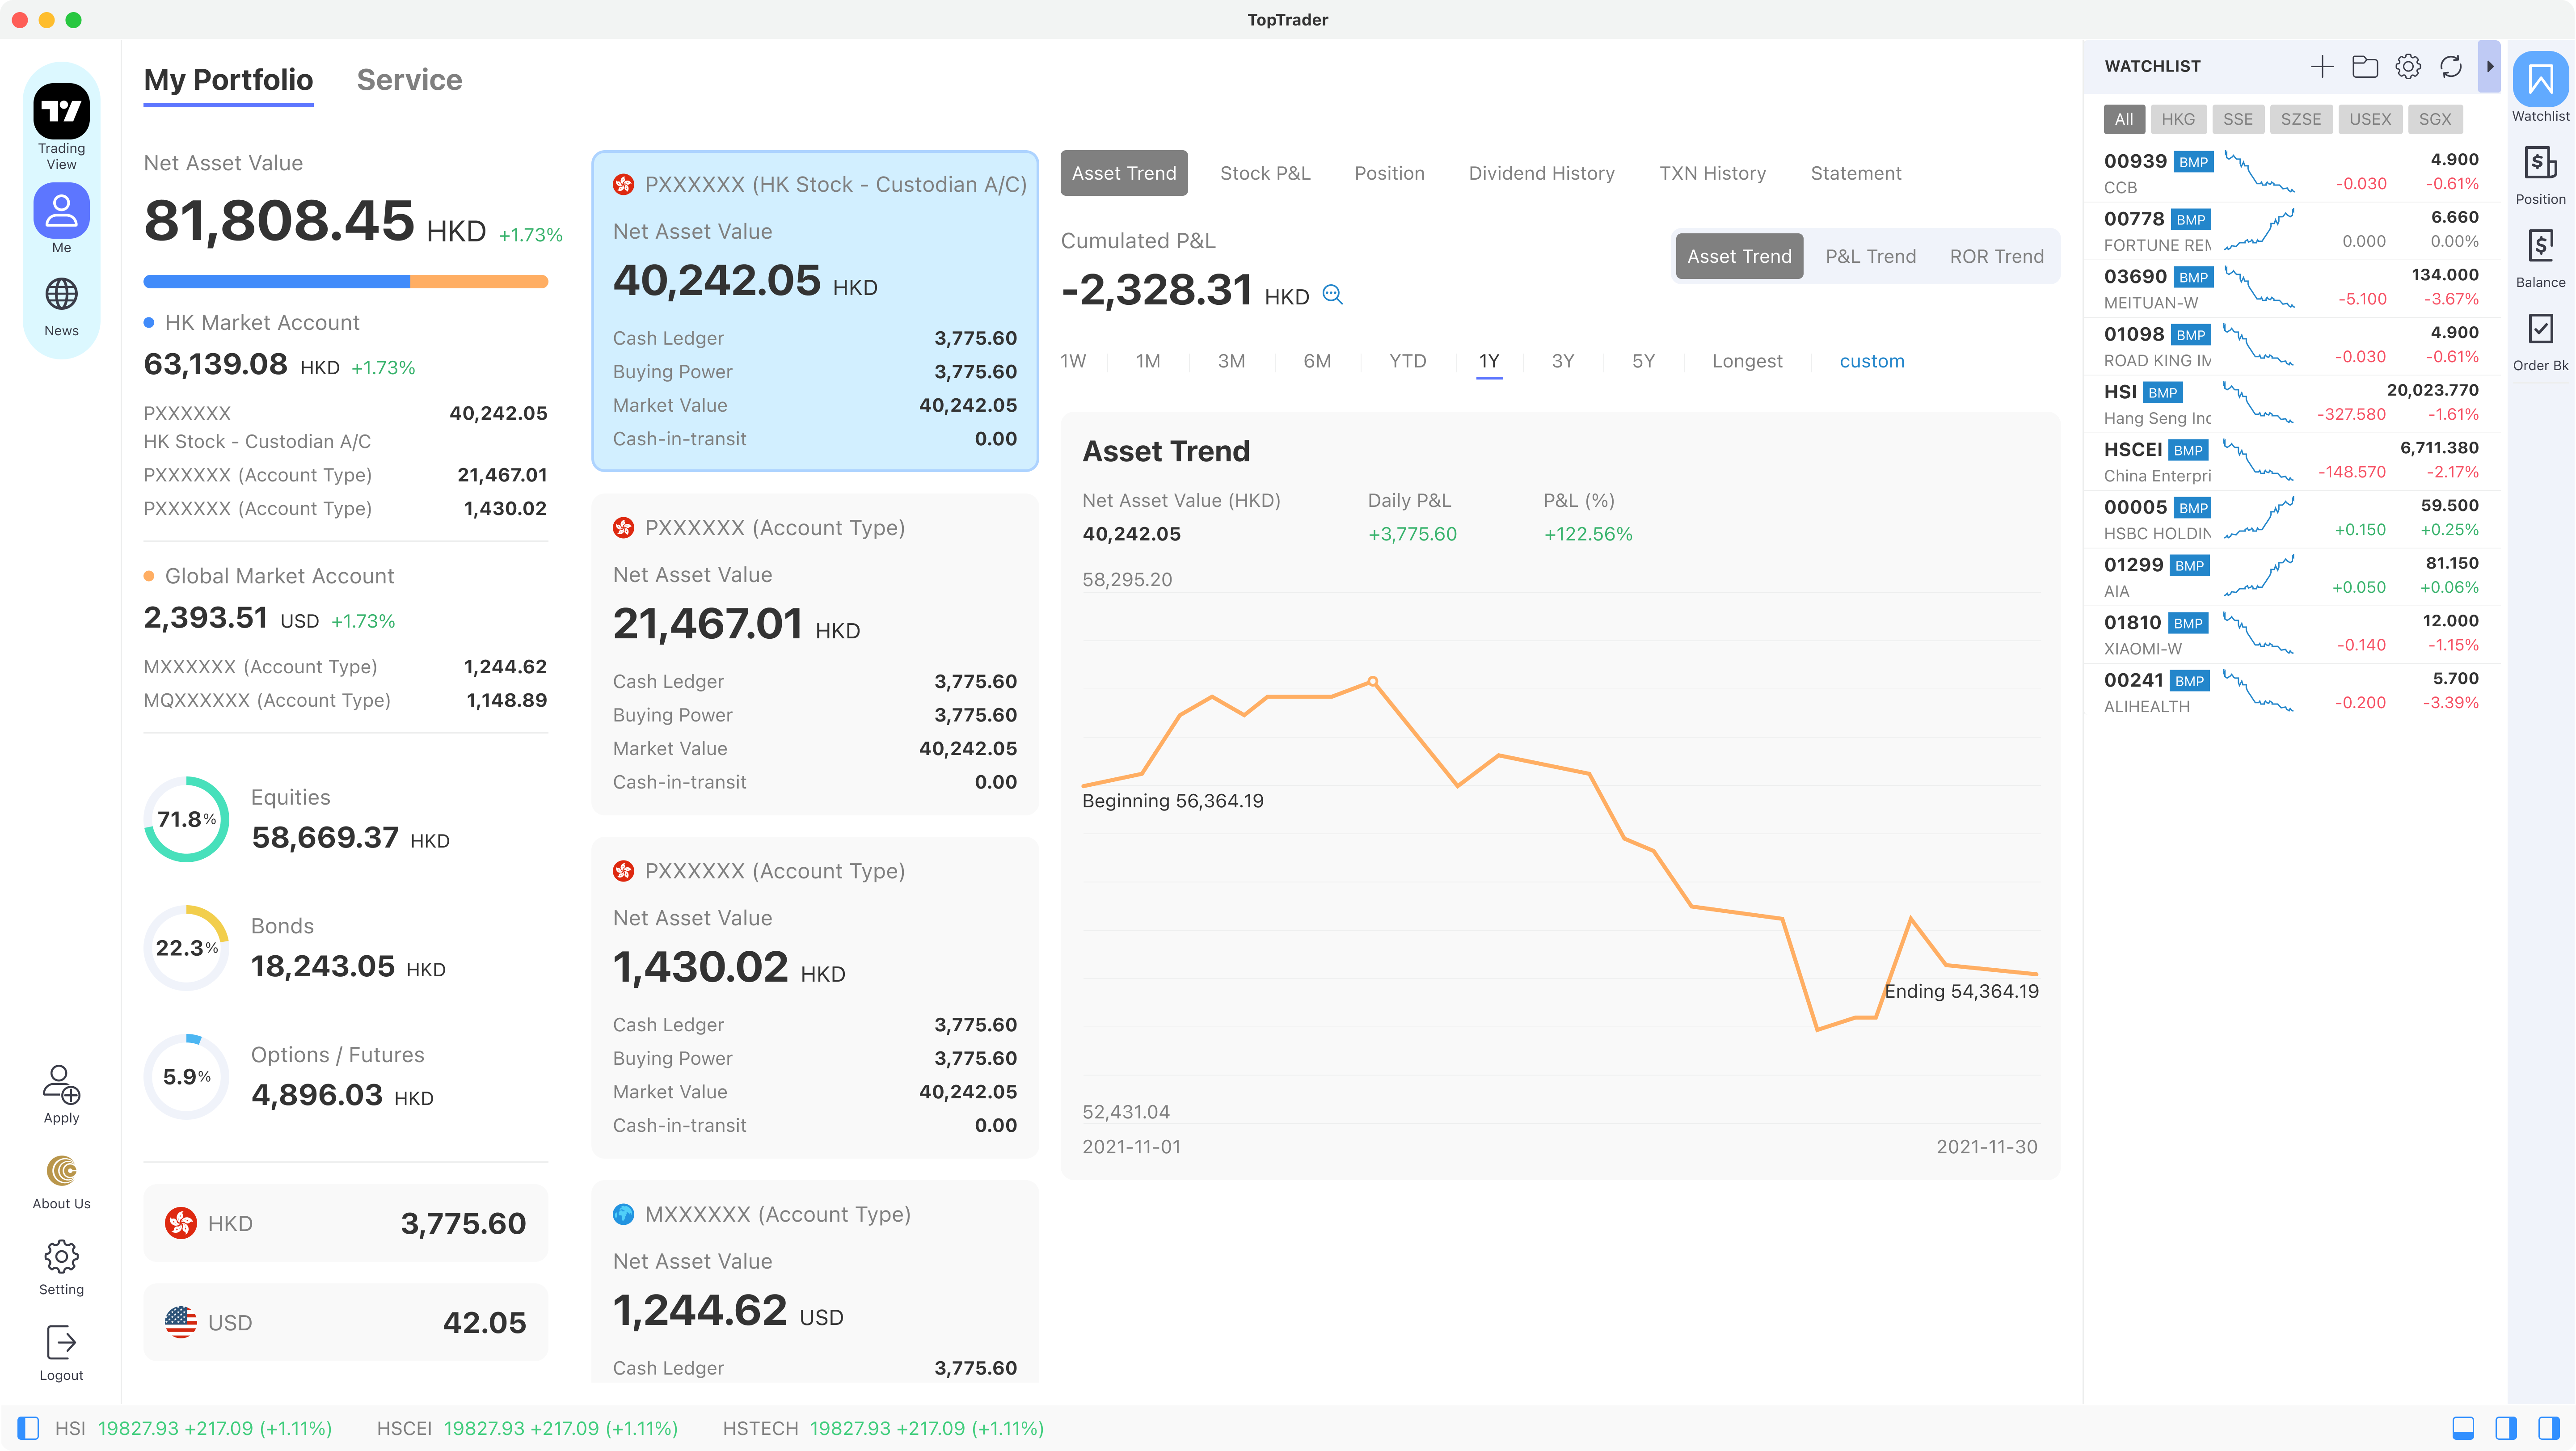 TopTrader
Trading
View
Me
News
Apply
About Us
Setting
Logout
My Portfolio Service
Net Asset Value
81,808.45 HKD +1.73%
HK Market Account
63,139.08 HKD +1.73%
PXXXXXX 40,242.05
HK Stock - Custodian A/C
PXXXXXX (Account Type) 21,467.01
PXXXXXX (Account Type) 1,430.02
Global Market Account
2,393.51 USD +1.73%
MXXXXXX (Account Type) 1,244.62
MQXXXXXX (Account Type) 1,148.89
71.8% Equities
58,669.37 HKD
22.3% Bonds
18,243.05 HKD
5.9% Options / Futures
4,896.03 HKD
HKD 3,775.60
USD 42.05
PXXXXXX (HK Stock - Custodian A/C)
Net Asset Value
40,242.05 HKD
Cash Ledger 3,775.60
Buying Power 3,775.60
Market Value 40,242.05
Cash-in-transit 0.00
PXXXXXX (Account Type)
Net Asset Value
21,467.01 HKD
Cash Ledger 3,775.60
Buying Power 3,775.60
Market Value 40,242.05
Cash-in-transit 0.00
PXXXXXX (Account Type)
Net Asset Value
1,430.02 HKD
Cash Ledger 3,775.60
Buying Power 3,775.60
Market Value 40,242.05
Cash-in-transit 0.00
MXXXXXX (Account Type)
Net Asset Value
1,244.62 USD
Cash Ledger 3,775.60
Asset Trend Stock P&L Position Dividend History TXN History Statement
Cumulated P&L
-2,328.31 HKD
Asset Trend P&L Trend ROR Trend
1W 1M 3M 6M YTD 1Y 3Y 5Y Longest custom
Asset Trend
Net Asset Value (HKD) Daily P&L P&L (%)
40,242.05 +3,775.60 +122.56%
58,295.20
Beginning 56,364.19
Ending 54,364.19
52,431.04
2021-11-01 2021-11-30
WATCHLIST
All HKG SSE SZSE USEX SGX
00939 BMP 4.900
CCB -0.030 -0.61%
00778 BMP 6.660
FORTUNE REM 0.000 0.00%
03690 BMP 134.000
MEITUAN-W -5.100 -3.67%
01098 BMP 4.900
ROAD KING IM -0.030 -0.61%
HSI BMP 20,023.770
Hang Seng Inc -327.580 -1.61%
HSCEI BMP 6,711.380
China Enterpri -148.570 -2.17%
00005 BMP 59.500
HSBC HOLDIN +0.150 +0.25%
01299 BMP 81.150
AIA +0.050 +0.06%
01810 BMP 12.000
XIAOMI-W -0.140 -1.15%
00241 BMP 5.700
ALIHEALTH -0.200 -3.39%
Watchlist
Position
Balance
Order Bk
HSI 19827.93 +217.09 (+1.11%) HSCEI 19827.93 +217.09 (+1.11%) HSTECH 19827.93 +217.09 (+1.11%)